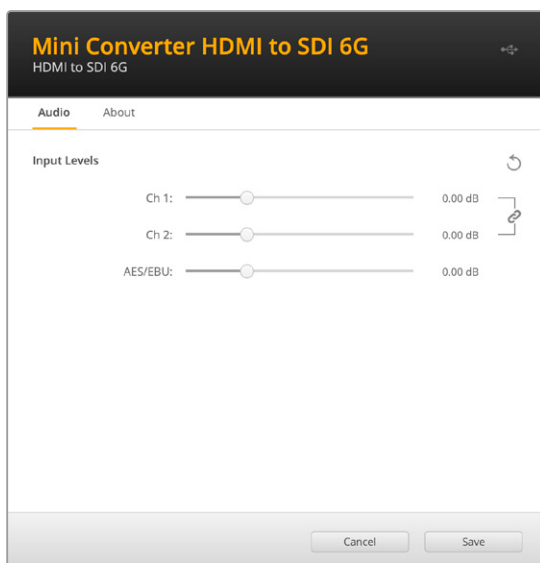 Mini Converter HDMI to SDI 6G
HDMI to SDI 6G
Audio About
Input Levels
Ch 1: 0.00 dB
Ch 2: 0.00 dB
AES/EBU: 0.00 dB
Cancel Save